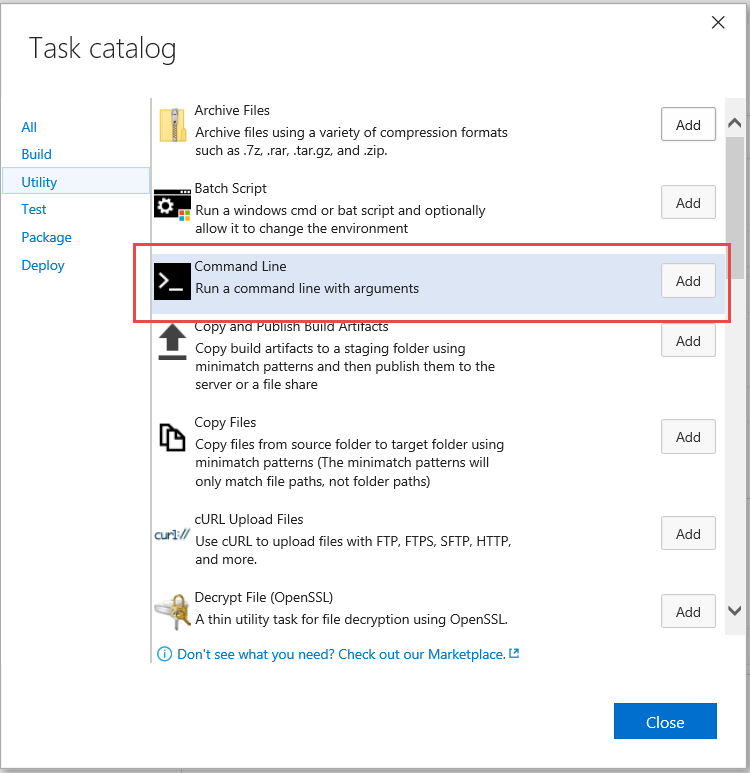 Task catalog
All
Build
Utility
Test
Package
Deploy
Archive Files
Archive files using a variety of compression formats
such as .7z, .rar, .tar.gz, and .zip.
Add
Batch Script
Run a windows cmd or bat script and optionally
allow it to change the environment
Add
Command Line
Run a command line with arguments
Add
Copy and Publish Build Artifacts
Copy build artifacts to a staging folder using
minimatch patterns and then publish them to the
server or a file share
Add
Copy Files
Copy files from source folder to target folder using
minimatch patterns (The minimatch patterns will
only match file paths, not folder paths)
Add
curl://
cURL Upload Files
Use cURL to upload files with FTP, FTPS, SFTP, HTTP,
and more.
Add
Decrypt File (OpenSSL)
A thin utility task for file decryption using OpenSSL.
Add
Don't see what you need? Check out our Marketplace.
Close